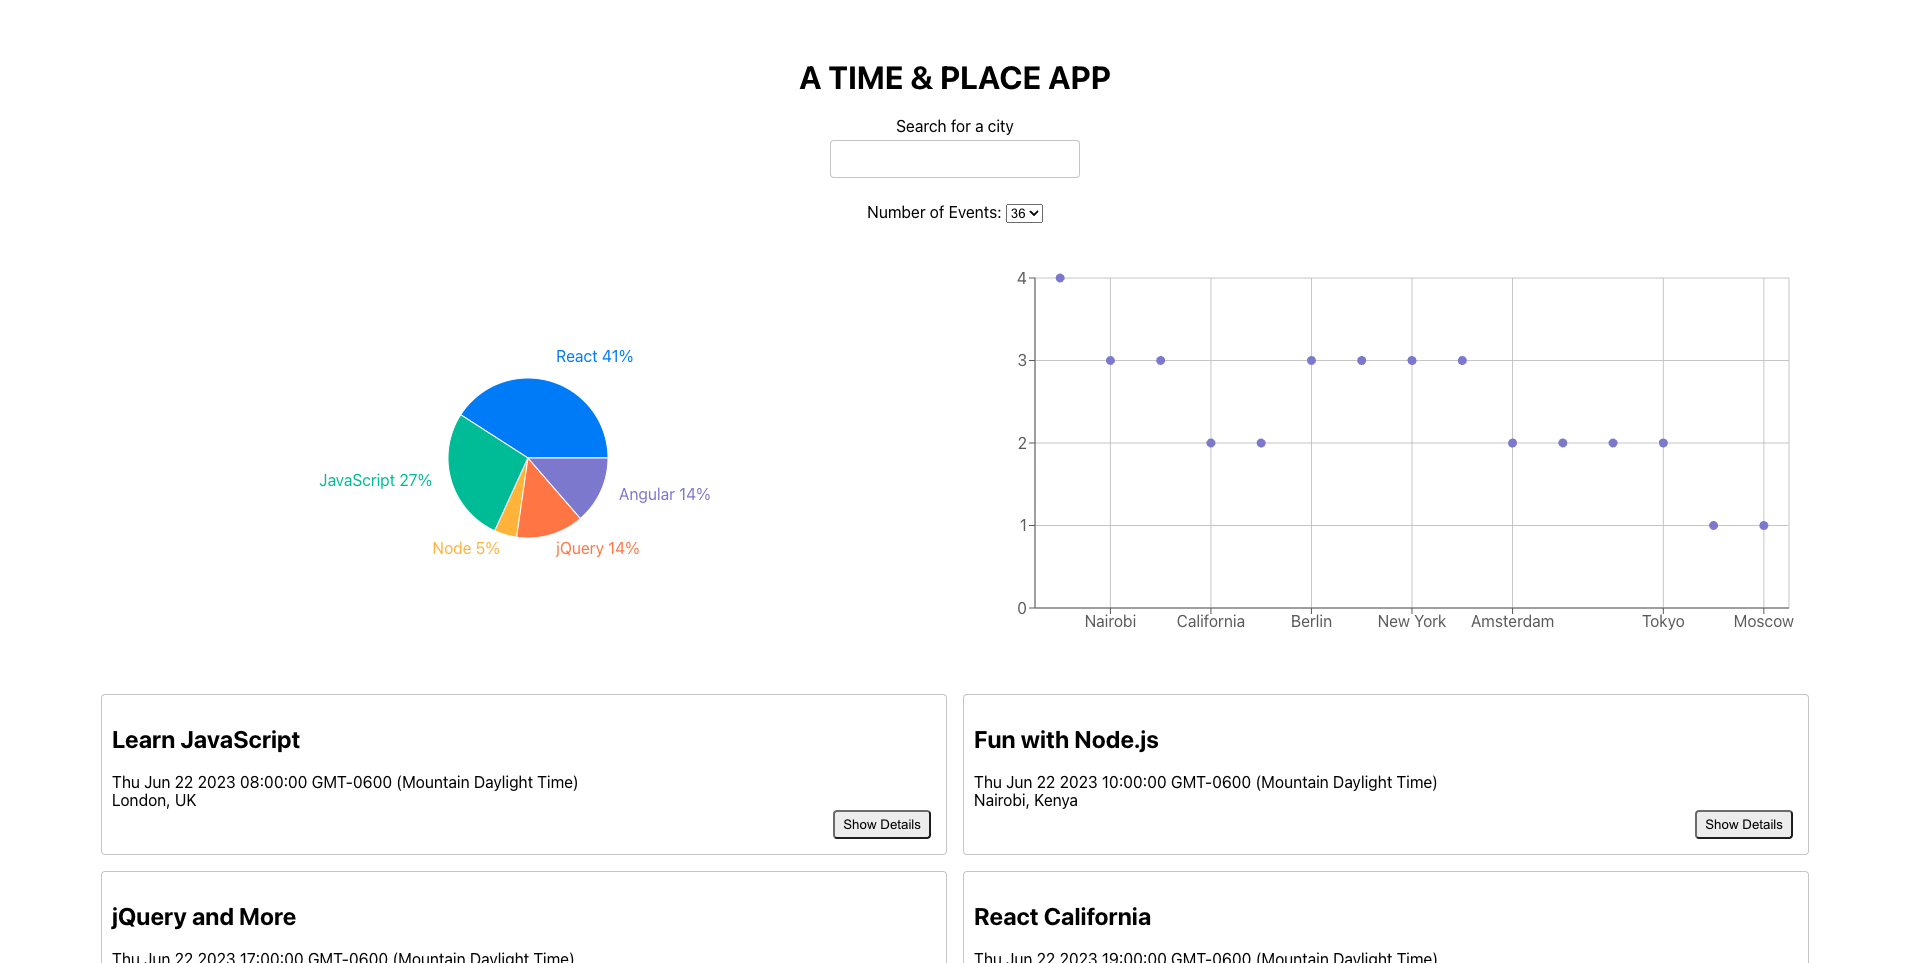 A TIME & PLACE APP
Search for a city
Number of Events: 36
React 41%
JavaScript 27%
Angular 14%
Node 5%
jQuery 14%
4
3
2
1
0
Nairobi
California
Berlin
New York
Amsterdam
Tokyo
Moscow
Learn JavaScript
Thu Jun 22 2023 08:00:00 GMT-0600 (Mountain Daylight Time)
London, UK
Show Details
Fun with Node.js
Thu Jun 22 2023 10:00:00 GMT-0600 (Mountain Daylight Time)
Nairobi, Kenya
Show Details
jQuery and More
Thu Jun 22 2023 17:00:00 GMT-0600 (Mountain Daylight Time)
React California
Thu Jun 22 2023 19:00:00 GMT-0600 (Mountain Daylight Time)